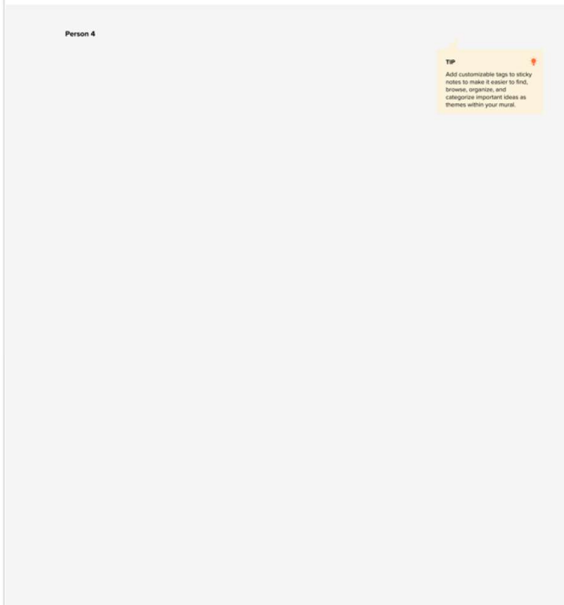 Person 4
TIP
Add customizable tags to sticky
notes to make it easier to find,
browse, organize, and
categorize important ideas as
themes within your mural.